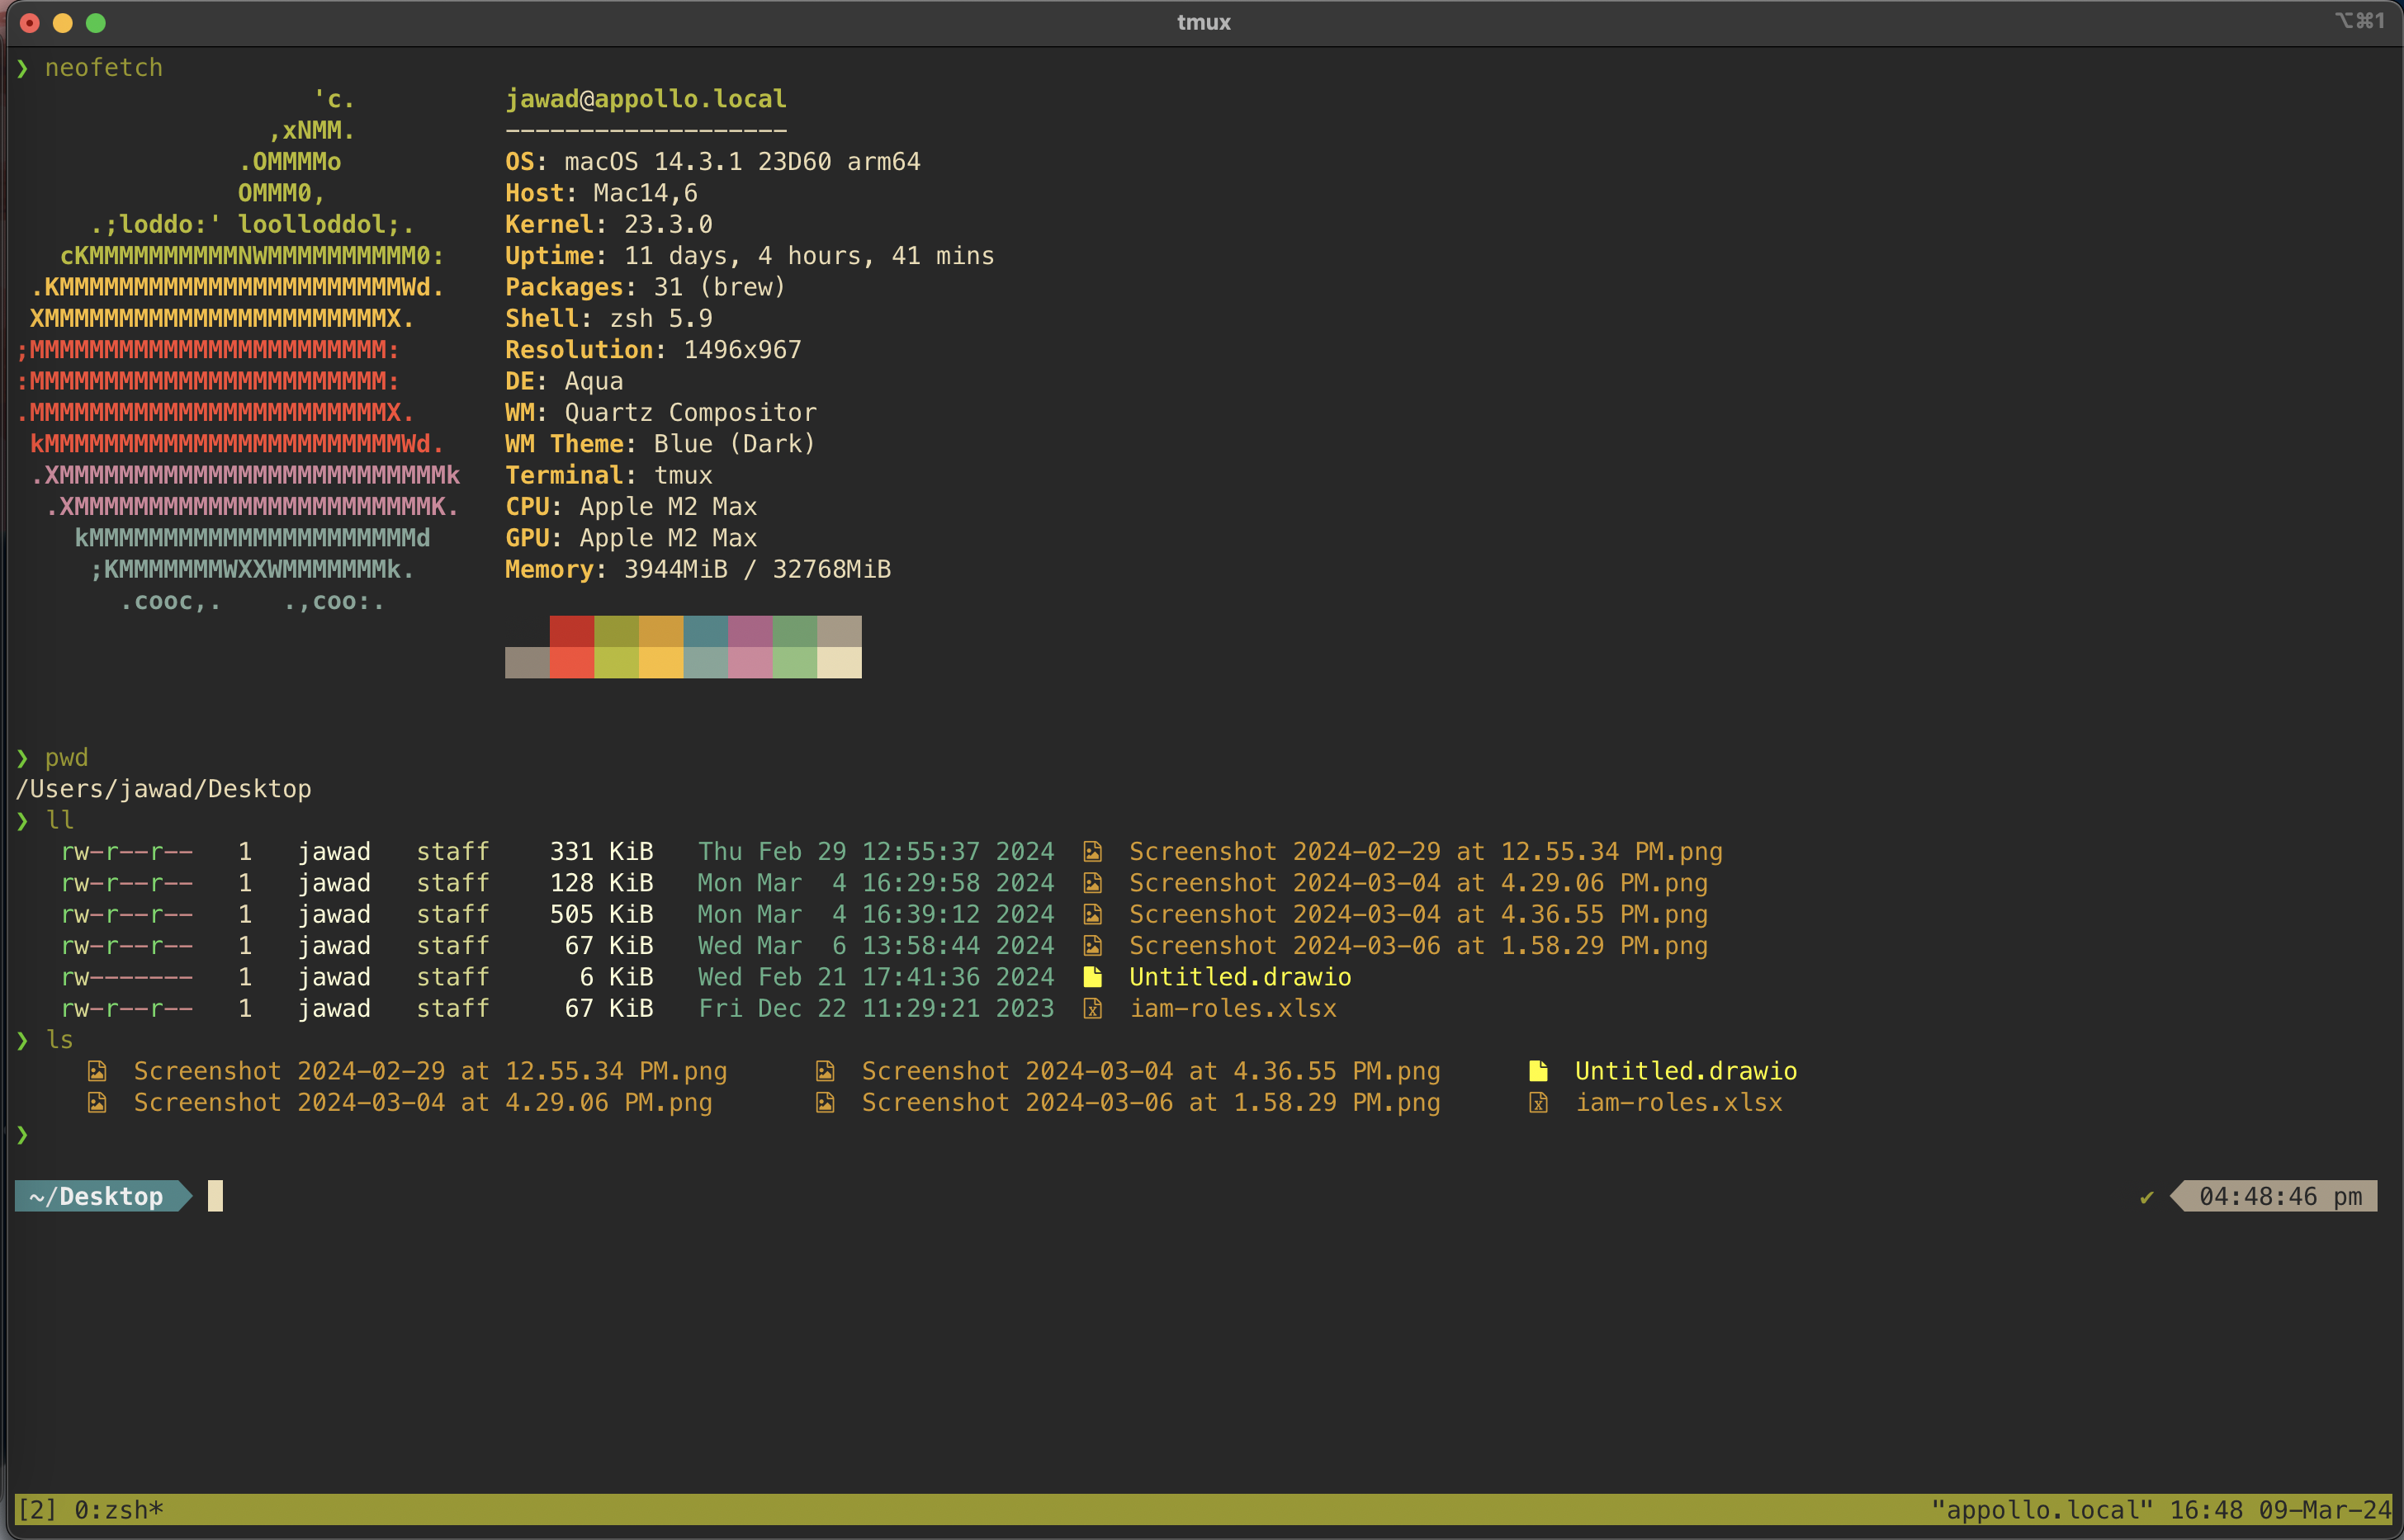 tmux
⌥⌘1
❯ neofetch
'c. jawad@appollo.local
,xNMM. -------------------
.OMMMMo OS: macOS 14.3.1 23D60 arm64
OMMM0, Host: Mac14,6
.;loddo:' loolloddol;. Kernel: 23.3.0
cKMMMMMMMMMMNWMMMMMMMMMM0: Uptime: 11 days, 4 hours, 41 mins
.KMMMMMMMMMMMMMMMMMMMMMMMWd. Packages: 31 (brew)
XMMMMMMMMMMMMMMMMMMMMMMMX. Shell: zsh 5.9
;MMMMMMMMMMMMMMMMMMMMMMMM: Resolution: 1496x967
:MMMMMMMMMMMMMMMMMMMMMMMM: DE: Aqua
.MMMMMMMMMMMMMMMMMMMMMMMMX. WM: Quartz Compositor
kMMMMMMMMMMMMMMMMMMMMMMMMWd. WM Theme: Blue (Dark)
.XMMMMMMMMMMMMMMMMMMMMMMMMMMk Terminal: tmux
.XMMMMMMMMMMMMMMMMMMMMMMMMK. CPU: Apple M2 Max
kMMMMMMMMMMMMMMMMMMMMMMd GPU: Apple M2 Max
;KMMMMMMMWXXWMMMMMMMk. Memory: 3944MiB / 32768MiB
.cooc,. .,coo:.
❯ pwd
/Users/jawad/Desktop
❯ ll
rw-r--r-- 1 jawad staff 331 KiB Thu Feb 29 12:55:37 2024 Screenshot 2024-02-29 at 12.55.34 PM.png
rw-r--r-- 1 jawad staff 128 KiB Mon Mar 4 16:29:58 2024 Screenshot 2024-03-04 at 4.29.06 PM.png
rw-r--r-- 1 jawad staff 505 KiB Mon Mar 4 16:39:12 2024 Screenshot 2024-03-04 at 4.36.55 PM.png
rw-r--r-- 1 jawad staff 67 KiB Wed Mar 6 13:58:44 2024 Screenshot 2024-03-06 at 1.58.29 PM.png
rw------- 1 jawad staff 6 KiB Wed Feb 21 17:41:36 2024 Untitled.drawio
rw-r--r-- 1 jawad staff 67 KiB Fri Dec 22 11:29:21 2023 iam-roles.xlsx
❯ ls
Screenshot 2024-02-29 at 12.55.34 PM.png Screenshot 2024-03-04 at 4.36.55 PM.png Untitled.drawio
Screenshot 2024-03-04 at 4.29.06 PM.png Screenshot 2024-03-06 at 1.58.29 PM.png iam-roles.xlsx
❯
~/Desktop ✔ 04:48:46 pm
[2] 0:zsh* "appollo.local" 16:48 09-Mar-24